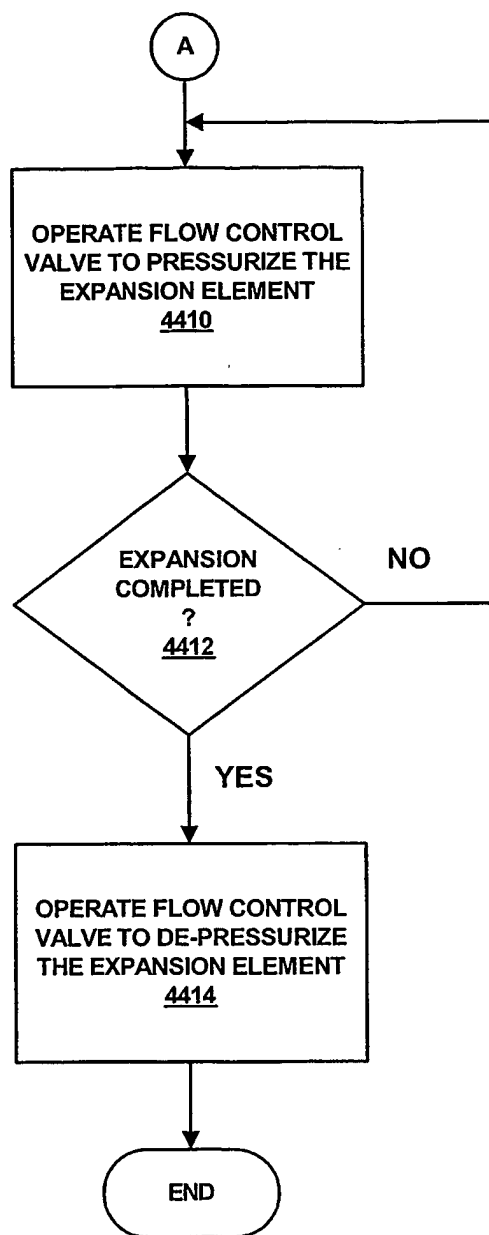 A
OPERATE FLOW CONTROL
VALVE TO PRESSURIZE THE
EXPANSION ELEMENT
4410
EXPANSION
COMPLETED
?
4412
NO
YES
OPERATE FLOW CONTROL
VALVE TO DE-PRESSURIZE
THE EXPANSION ELEMENT
4414
END